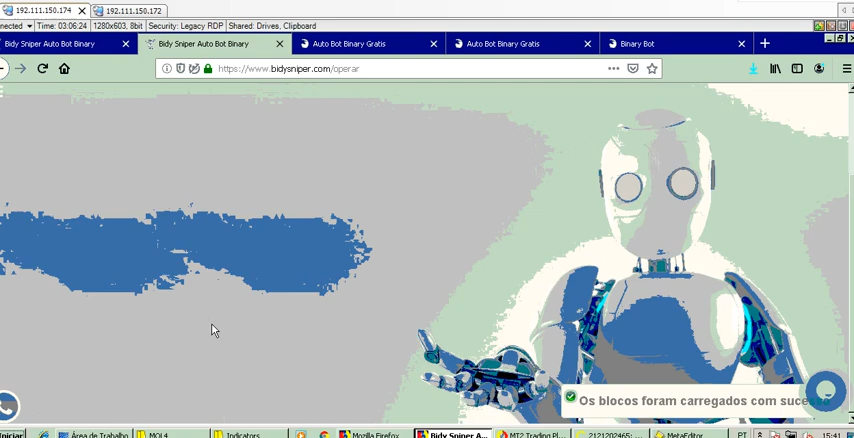 192.111.150.174
192.111.150.172
nected
Time: 03:06:24
1280x603, 8bit
Security: Legacy RDP
Shared: Drives, Clipboard
Bidy Sniper Auto Bot Binary
Bidy Sniper Auto Bot Binary
Auto Bot Binary Gratis
Auto Bot Binary Gratis
Binary Bot
https://www.bidysniper.com/operar
Os blocos foram carregados com suces
Iniciar
Área de Trabalho
MQL4
Indicators
Mozilla Firefox
Bidy Sniper A...
MT2 Trading Pl...
2121202465: ...
MetaEditor
PT
15:41